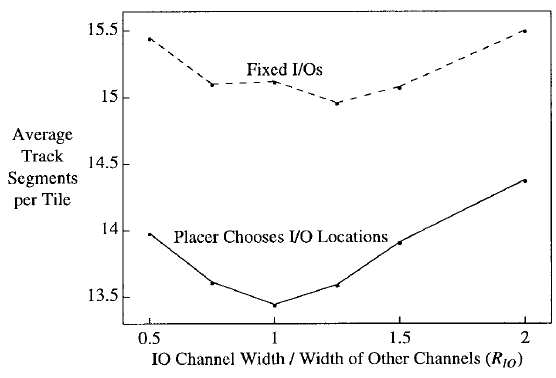 15.5
Fixed I/Os
15
Average
Track
Segments
per Tile
14.5
14
Placer Chooses I/O Locations
13.5
0.5 1 1.5 2
IO Channel Width / Width of Other Channels (R_IO)